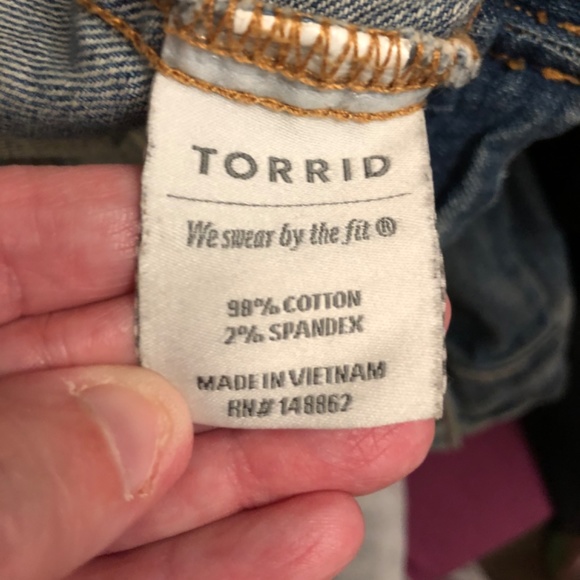 TORRID
We swear by the fit ®
98% COTTON
2% SPANDEX
MADE IN VIETNAM
RN# 148862